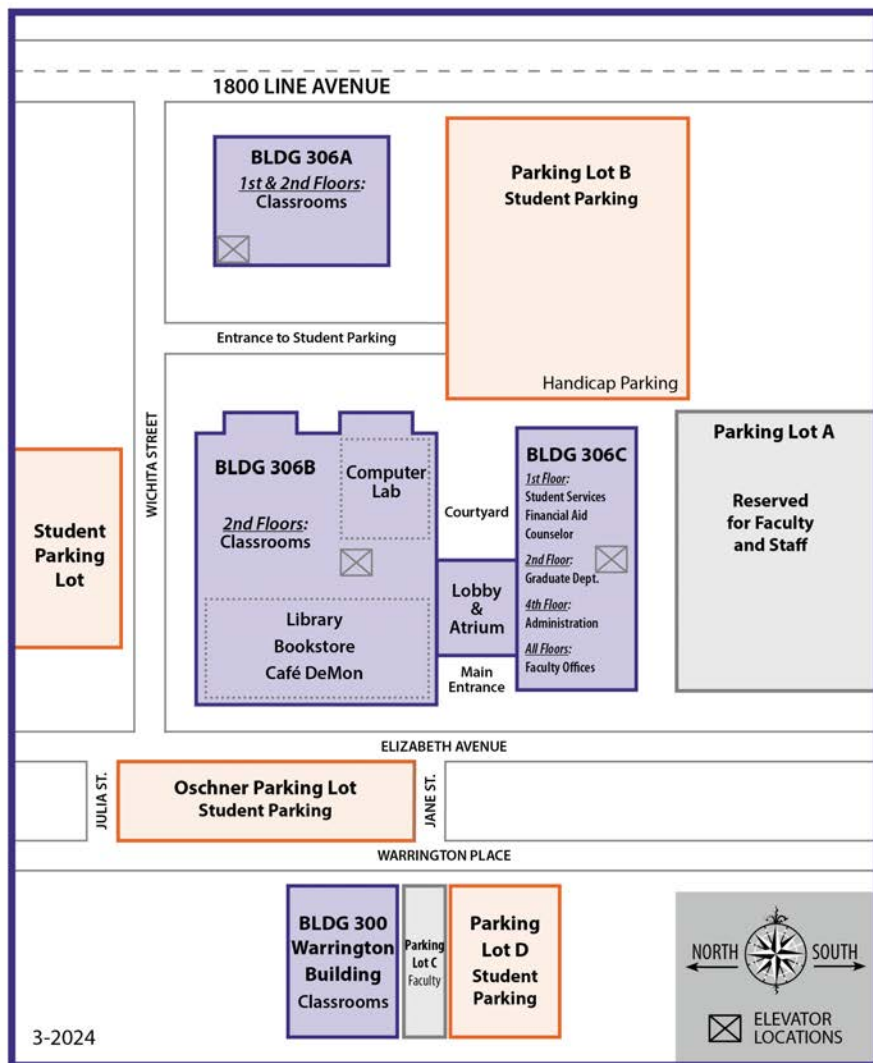 1800 LINE AVENUE
BLDG 306A
1st & 2nd Floors:
Classrooms
Parking Lot B
Student Parking
Entrance to Student Parking
Handicap Parking
WICHITA STREET
Student
Parking
Lot
BLDG 306B
2nd Floors:
Classrooms
Computer
Lab
Library
Bookstore
Café DeMon
Courtyard
Lobby
&
Atrium
Main
Entrance
BLDG 306C
1st Floor:
Student Services
Financial Aid
Counselor
2nd Floor:
Graduate Dept.
4th Floor:
Administration
All Floors:
Faculty Offices
Parking Lot A
Reserved
for Faculty
and Staff
ELIZABETH AVENUE
JULIA ST.
Oschner Parking Lot
Student Parking
JANE ST.
WARRINGTON PLACE
BLDG 300
Warrington
Building
Classrooms
Parking
Lot C
Faculty
Parking
Lot D
Student
Parking
NORTH
SOUTH
ELEVATOR
LOCATIONS
3-2024